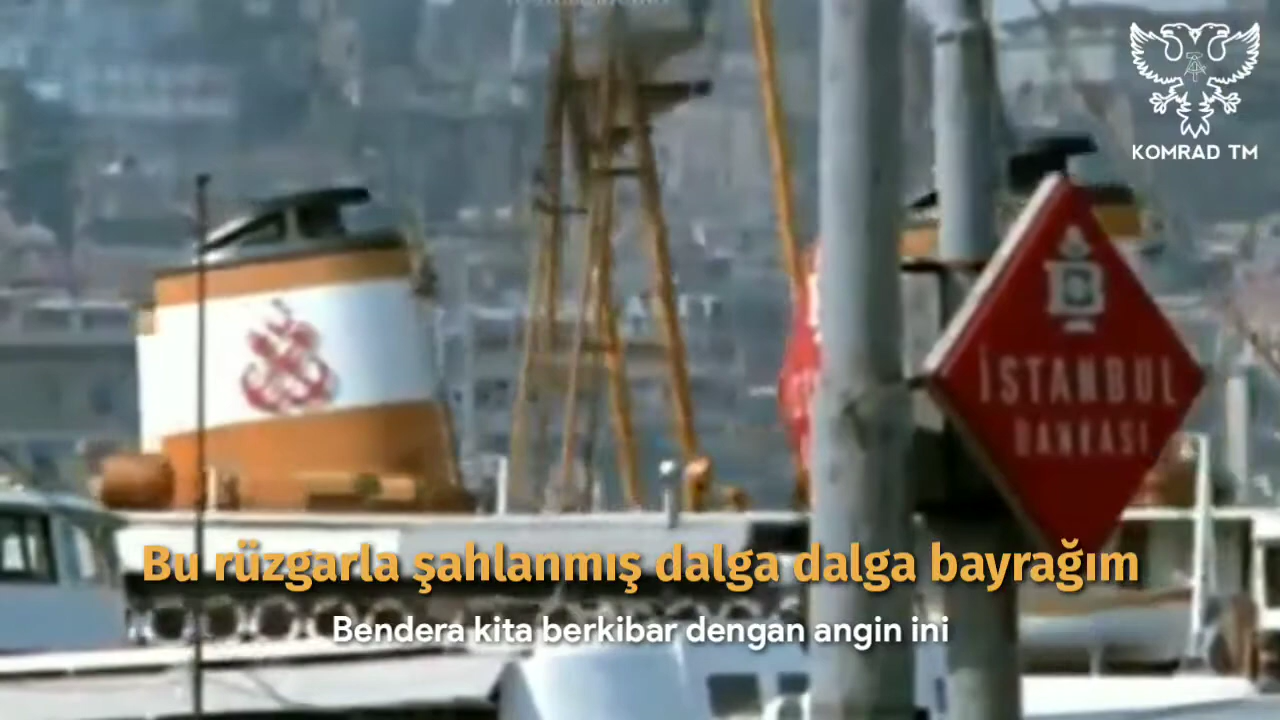 KOMRAD TM
İSTANBUL
BANKASI
Bu rüzgarla şahlanmış dalga dalga bayrağım
Bendera kita berkibar dengan angin ini